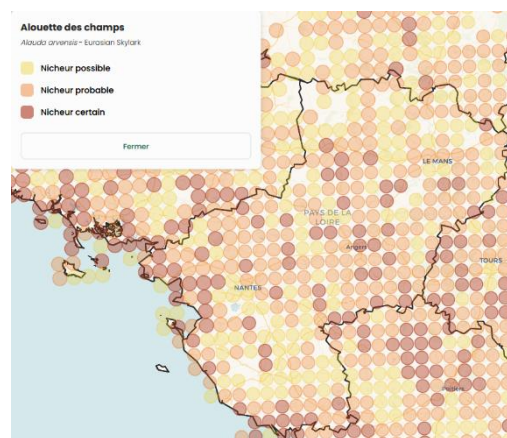 Alouette des champs
Alauda arvensis - Eurasian Skylark
Nicheur possible
Nicheur probable
Nicheur certain
Fermer
LE MANS
PAYS DE LA
LOIRE
Angers
TOURS
NANTES
Poitiers